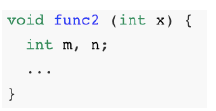 void func2 (int x) {
  int m, n;
  ...
}